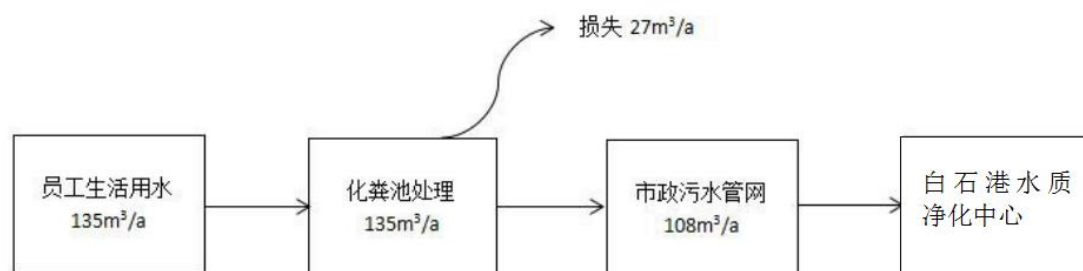 损失 27m³/a
员工生活用水
135m³/a
化粪池处理
135m³/a
市政污水管网
108m³/a
白石港水质
净化中心